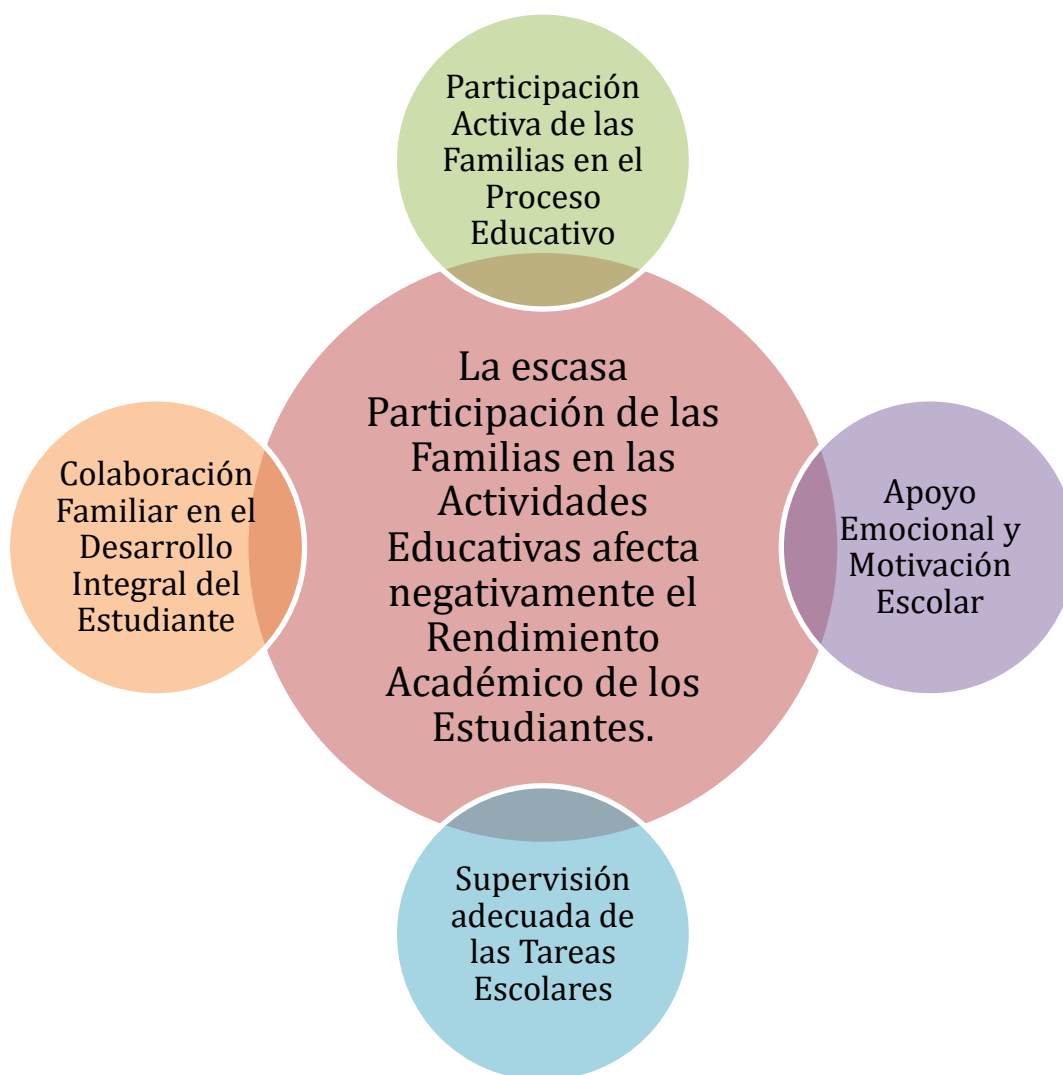 Participación
Activa de las
Familias en el
Proceso
Educativo
La escasa
Participación de las
Familias en las
Actividades
Educativas afecta
negativamente el
Rendimiento
Académico de los
Estudiantes.
Colaboración
Familiar en el
Desarrollo
Integral del
Estudiante
Apoyo
Emocional y
Motivación
Escolar
Supervisión
adecuada de
las Tareas
Escolares